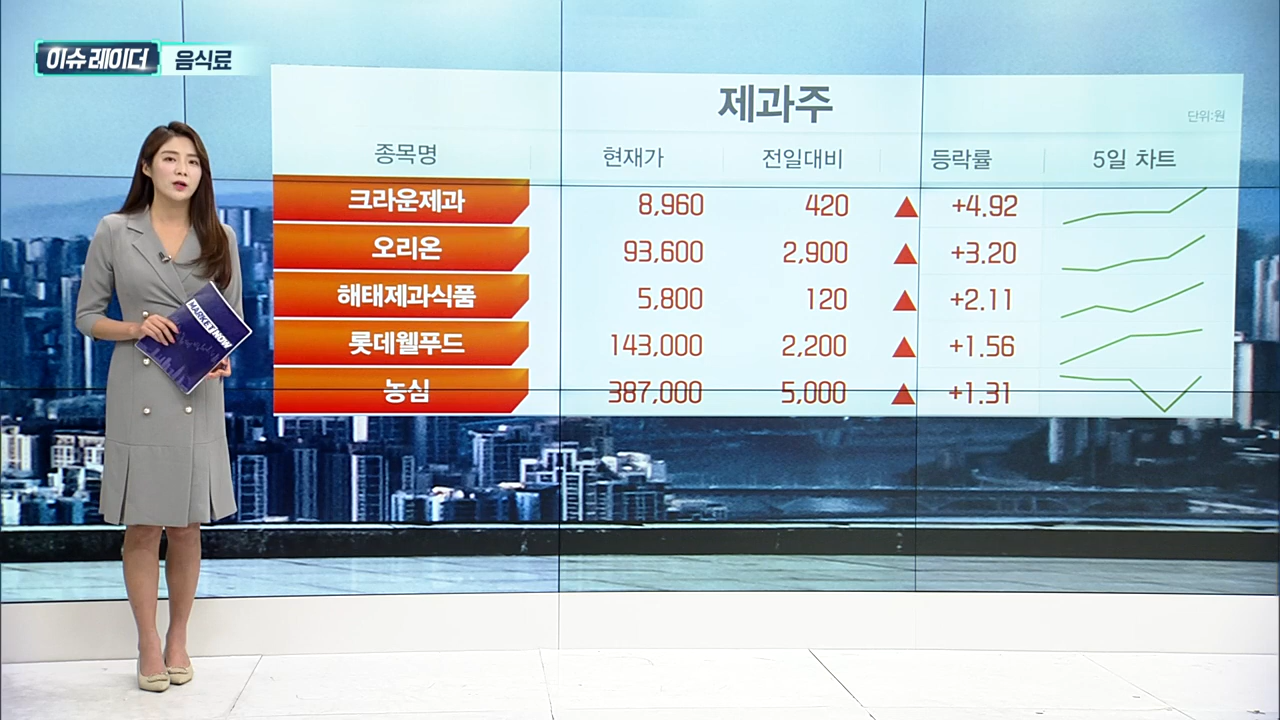 이슈레이더 음식료
제과주
단위:원
종목명 현재가 전일대비 등락률 5일 차트
크라운제과 8,960 420 ▲ +4.92
오리온 93,600 2,900 ▲ +3.20
해태제과식품 5,800 120 ▲ +2.11
롯데웰푸드 143,000 2,200 ▲ +1.56
농심 387,000 5,000 ▲ +1.31
MARKET NOW